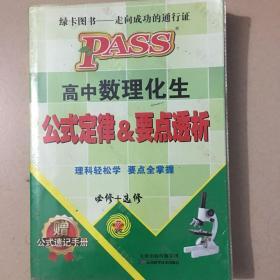 绿卡图书——走向成功的通行证
PASS
高中数理化生
公式定律&要点透析
理科轻松学 要点全掌握
必修+选修
赠
公式速记手册